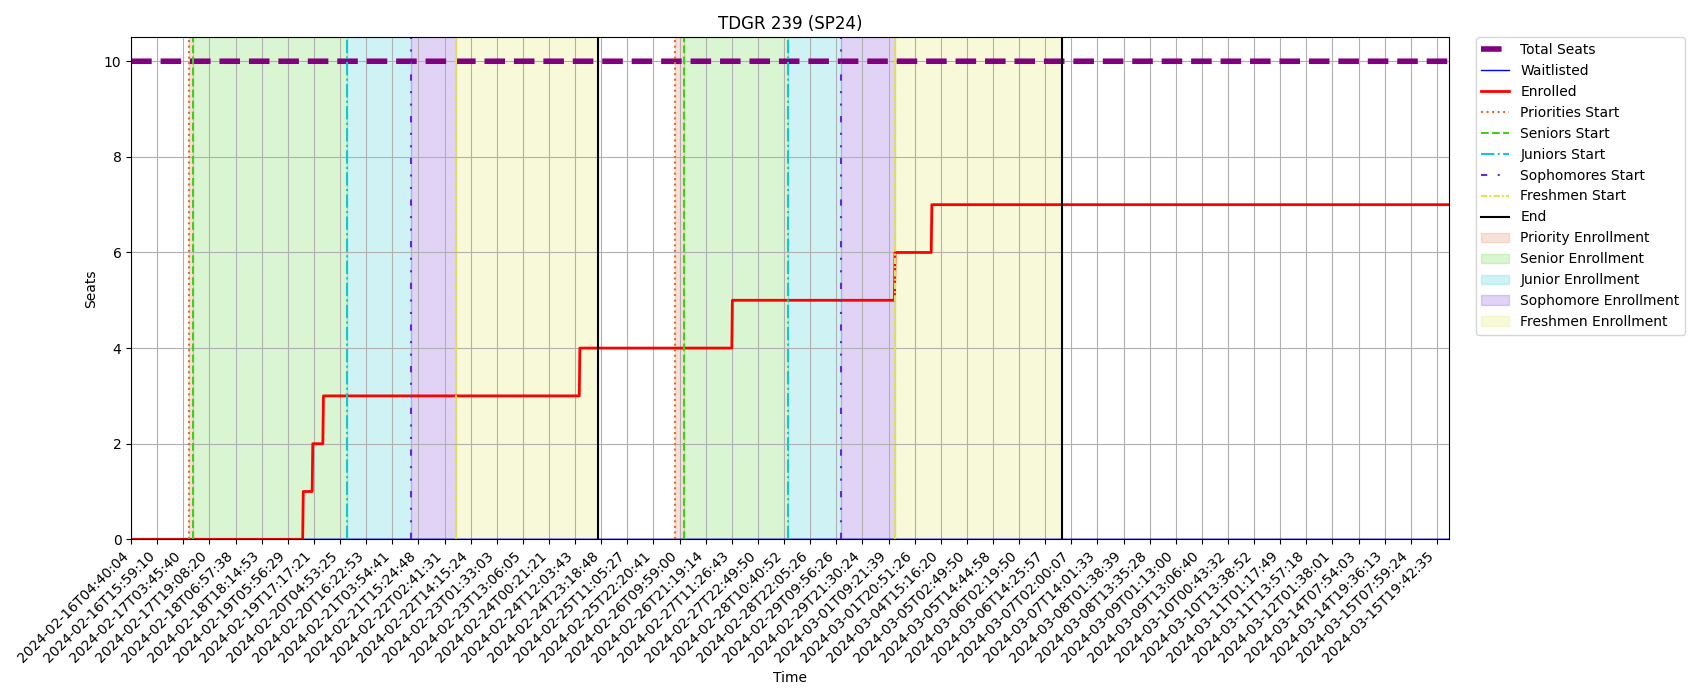 TDGR 239 (SP24)
Seats
10
8
6
4
2
0
2024-02-16T04:40:04
2024-02-16T15:59:10
2024-02-17T03:45:40
2024-02-17T19:08:20
2024-02-18T06:57:38
2024-02-18T18:14:53
2024-02-19T05:56:29
2024-02-19T17:17:21
2024-02-20T04:53:25
2024-02-20T16:22:53
2024-02-21T03:54:41
2024-02-21T15:24:48
2024-02-22T02:41:31
2024-02-22T14:15:24
2024-02-23T01:33:03
2024-02-23T13:06:05
2024-02-24T00:21:21
2024-02-24T12:03:43
2024-02-24T23:18:48
2024-02-25T11:05:27
2024-02-25T22:20:41
2024-02-26T09:59:00
2024-02-26T21:19:14
2024-02-27T11:26:43
2024-02-27T22:49:50
2024-02-28T10:40:52
2024-02-28T22:05:26
2024-02-29T09:56:26
2024-02-29T21:30:24
2024-03-01T09:21:39
2024-03-01T20:51:26
2024-03-04T15:16:20
2024-03-05T02:49:50
2024-03-05T14:44:58
2024-03-06T02:19:50
2024-03-06T14:25:57
2024-03-07T02:00:07
2024-03-07T14:01:33
2024-03-08T01:38:39
2024-03-08T13:35:28
2024-03-09T01:13:00
2024-03-09T13:06:40
2024-03-10T00:43:32
2024-03-10T13:38:52
2024-03-11T01:17:49
2024-03-11T13:57:18
2024-03-12T01:38:01
2024-03-14T07:54:03
2024-03-14T19:36:13
2024-03-15T07:59:24
2024-03-15T19:42:35
Time
Total Seats
Waitlisted
Enrolled
Priorities Start
Seniors Start
Juniors Start
Sophomores Start
Freshmen Start
End
Priority Enrollment
Senior Enrollment
Junior Enrollment
Sophomore Enrollment
Freshmen Enrollment